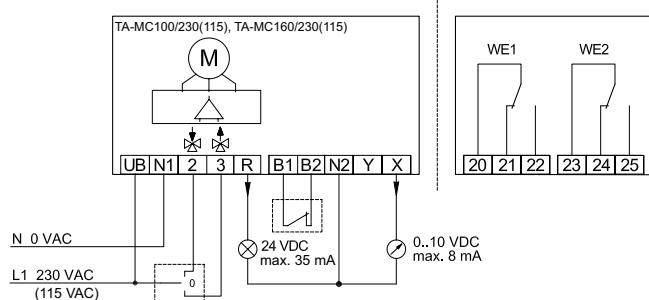 TA-MC100/230(115), TA-MC160/230(115)
M
UB N1 2 3 R B1 B2 N2 Y X
WE1 WE2
20 21 22 23 24 25
N 0 VAC
L1 230 VAC
(115 VAC)
0
24 VDC
max. 35 mA
0..10 VDC
max. 8 mA